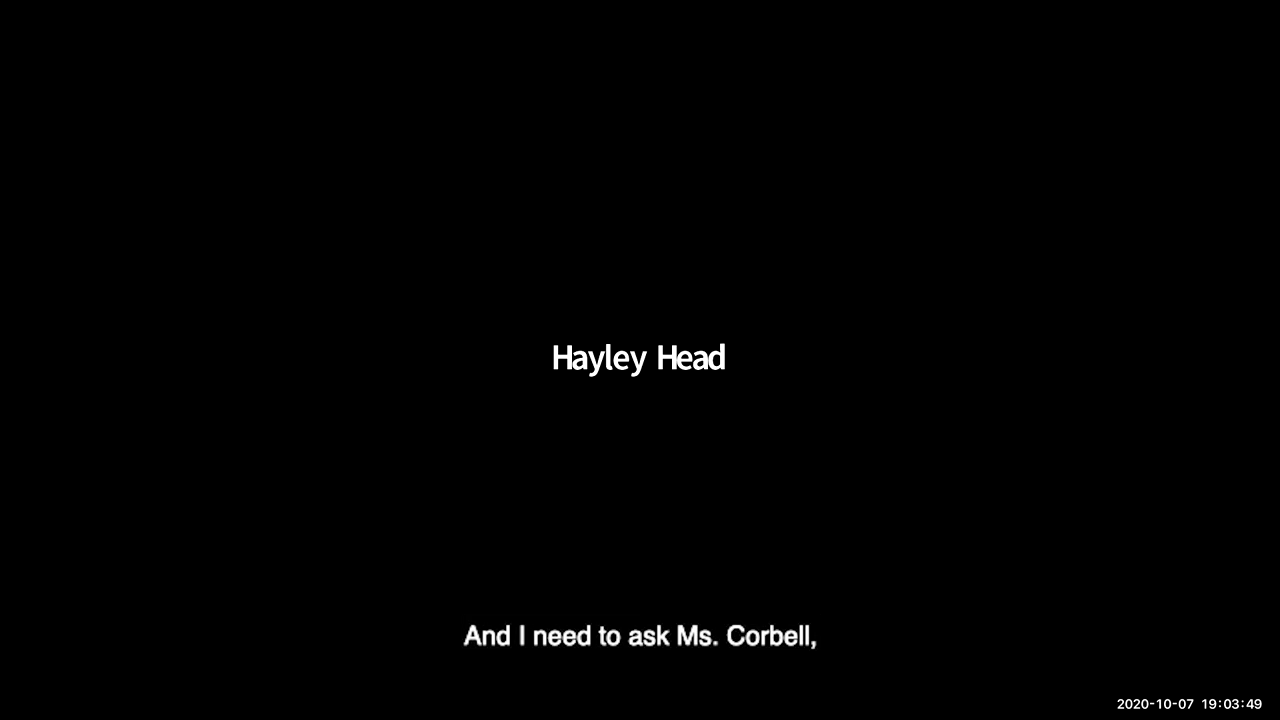 Hayley Head
And I need to ask Ms. Corbell,
2020-10-07 19:03:49